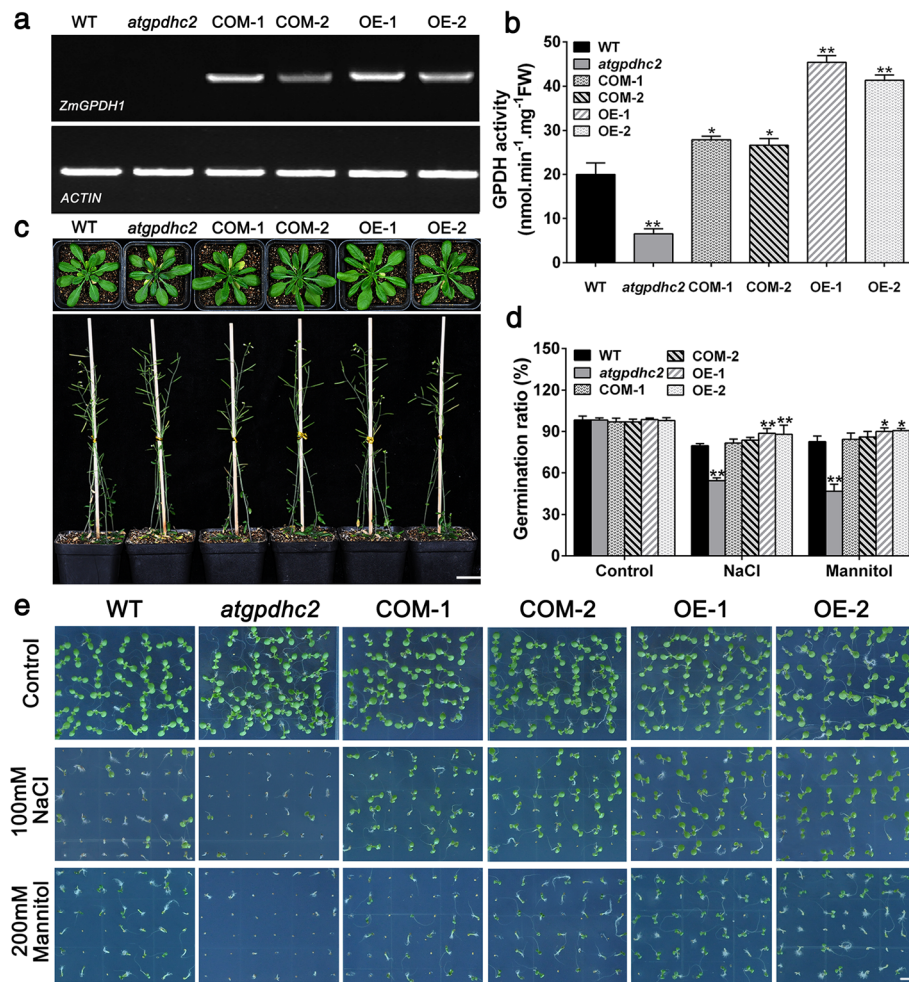 a
WT atgpdhc2 COM-1 COM-2 OE-1 OE-2
ZmGPDH1
ACTIN
b
GPDH activity
(nmol.min⁻¹.mg⁻¹FW)
50
40
30
20
10
0
WT
atgpdhc2
COM-1
COM-2
OE-1
OE-2
**
*
*
**
**
WT atgpdhc2 COM-1 COM-2 OE-1 OE-2
c
WT atgpdhc2 COM-1 COM-2 OE-1 OE-2
d
Germination ratio (%)
150
120
90
60
30
0
WT
atgpdhc2
COM-1
COM-2
OE-1
OE-2
**
**
**
**
*
*
Control NaCl Mannitol
e
WT atgpdhc2 COM-1 COM-2 OE-1 OE-2
Control
100mM
NaCl
200mM
Mannitol